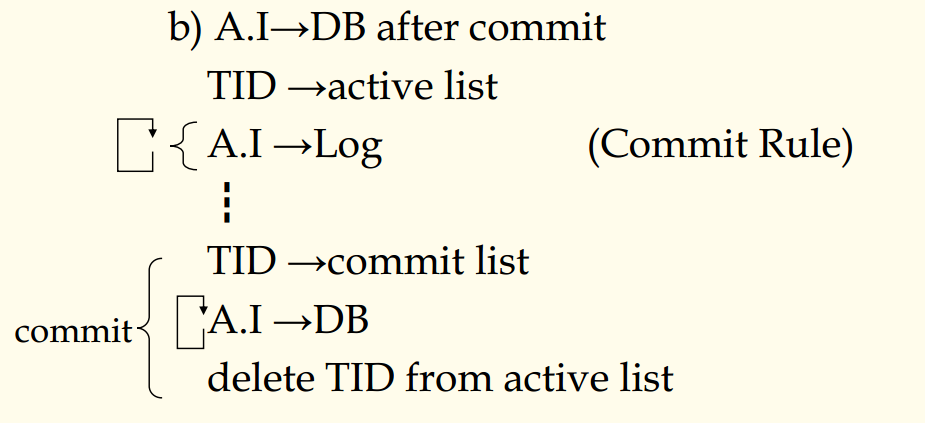 b) A.I→DB after commit
TID →active list
{ A.I →Log (Commit Rule)
TID →commit list
commit { A.I →DB
delete TID from active list